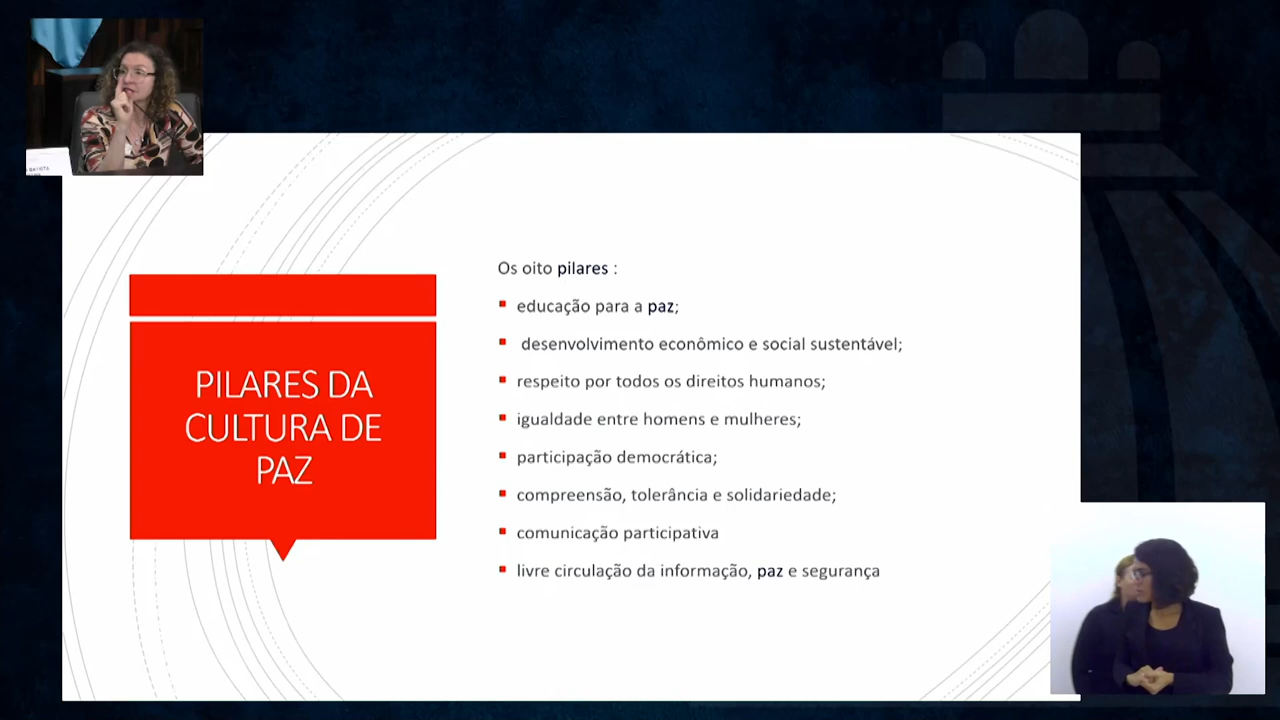 BATISTA
PILARES DA
CULTURA DE
PAZ
Os oito pilares :
educação para a paz;
desenvolvimento econômico e social sustentável;
respeito por todos os direitos humanos;
igualdade entre homens e mulheres;
participação democrática;
compreensão, tolerância e solidariedade;
comunicação participativa
livre circulação da informação, paz e segurança